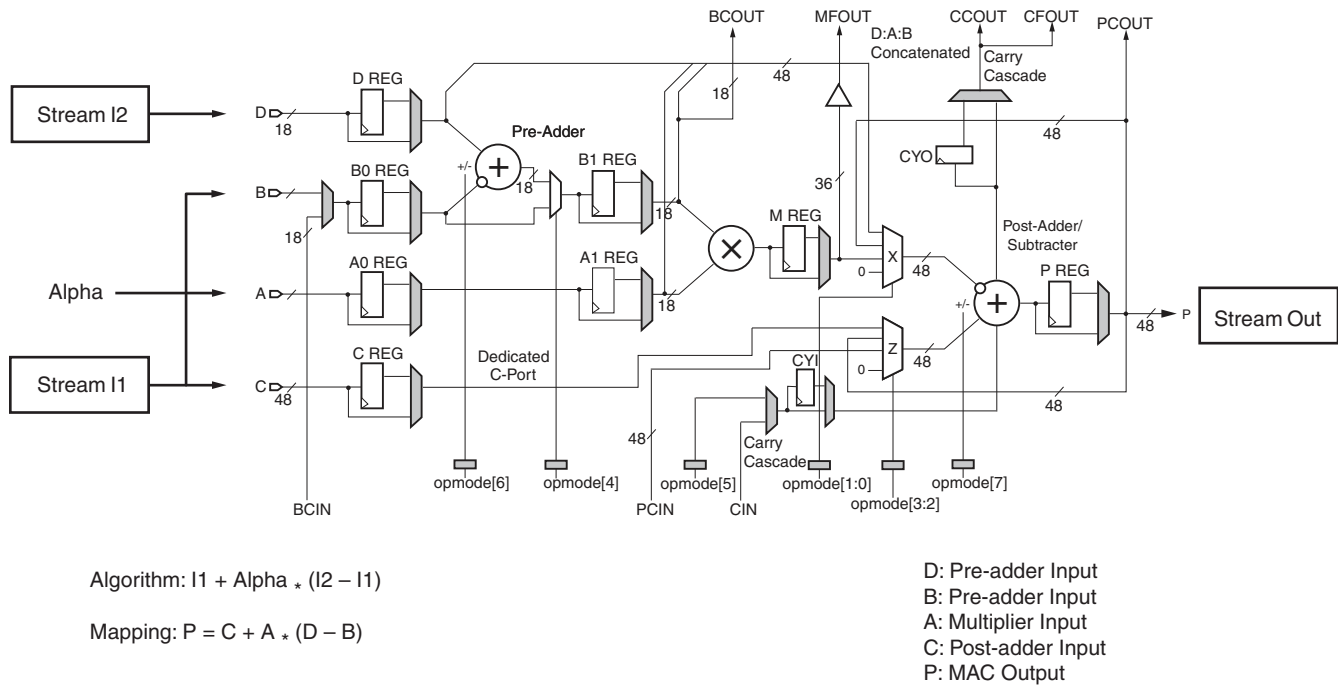 BCOUT
MFOUT
CCOUT
CFOUT
PCOUT
D:A:B
Concatenated
Carry
Cascade
48
18
D REG
Stream I2
D
18
48
Pre-Adder
CYO
+/-
+
B0 REG
18
B1 REG
36
B
18
18
M REG
Post-Adder/
Subtracter
×
X
48
0
P REG
A0 REG
A1 REG
+/-
+
Alpha
A
18
48
P
Stream Out
C REG
Dedicated
C-Port
Z
48
CYI
Stream I1
C
48
0
48
48
Carry
Cascade
opmode[6]
opmode[4]
opmode[5]
opmode[1:0]
opmode[7]
opmode[3:2]
BCIN
PCIN
CIN
Algorithm: I1 + Alpha * (I2 – I1)
Mapping: P = C + A * (D – B)
D: Pre-adder Input
B: Pre-adder Input
A: Multiplier Input
C: Post-adder Input
P: MAC Output